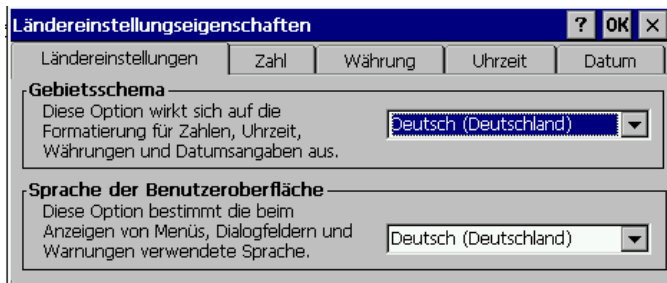 Ländereinstellungseigenschaften ? OK ×
Ländereinstellungen Zahl Währung Uhrzeit Datum
Gebietsschema
Diese Option wirkt sich auf die
Formatierung für Zahlen, Uhrzeit,
Währungen und Datumsangaben aus.
Deutsch (Deutschland)
Sprache der Benutzeroberfläche
Diese Option bestimmt die beim
Anzeigen von Menüs, Dialogfeldern und
Warnungen verwendete Sprache.
Deutsch (Deutschland)